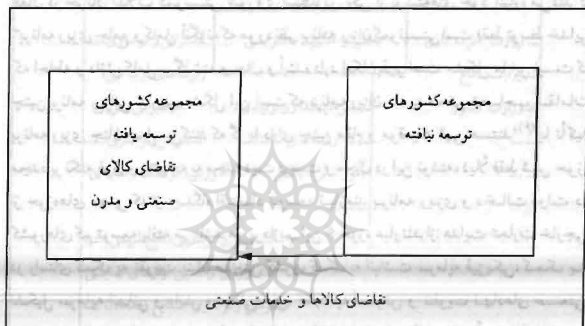 مجموعه کشورهای
توسعه نیافته
مجموعه کشورهای
توسعه یافته
تقاضای کالای
صنعتی و مدرن
تقاضای کالاها و خدمات صنعتی